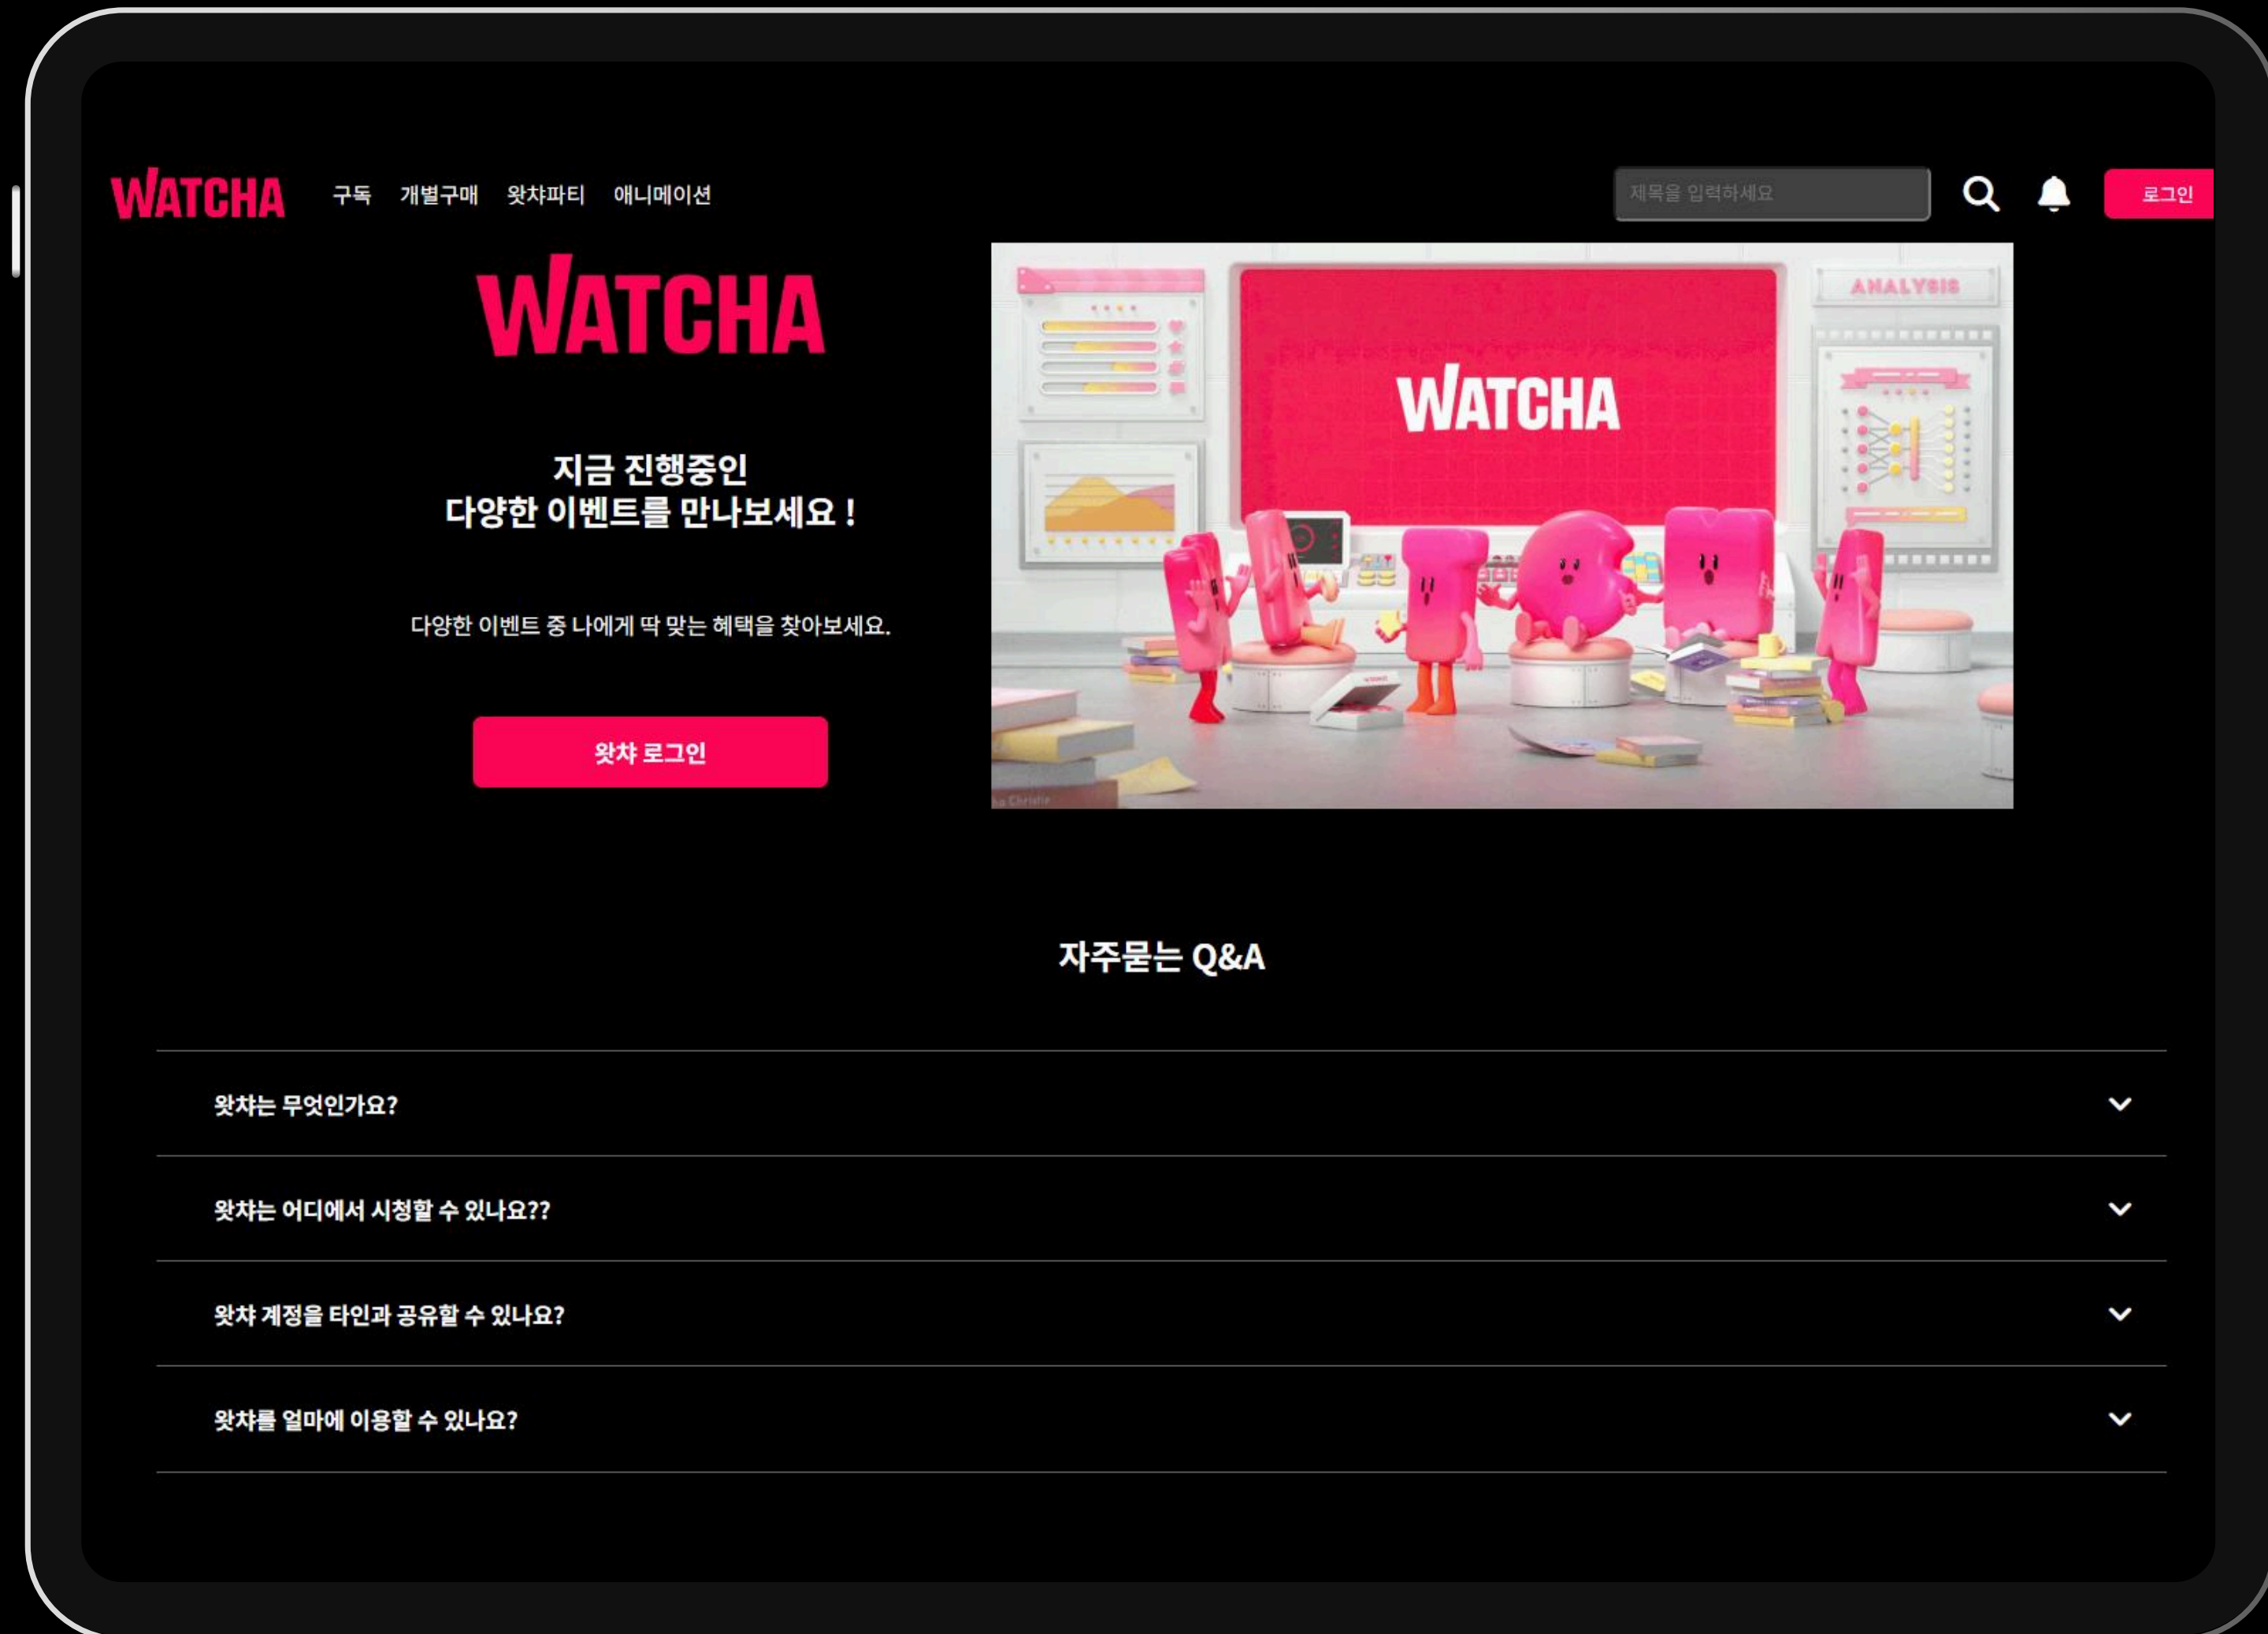 WATCHA
구독 개별구매 왓챠파티 애니메이션
제목을 입력하세요
로그인
WATCHA
지금 진행중인
다양한 이벤트를 만나보세요 !
다양한 이벤트 중 나에게 딱 맞는 혜택을 찾아보세요.
왓챠 로그인
ANALYSIS
WATCHA
ha Christie
자주묻는 Q&A
왓챠는 무엇인가요?
왓챠는 어디에서 시청할 수 있나요??
왓챠 계정을 타인과 공유할 수 있나요?
왓챠를 얼마에 이용할 수 있나요?